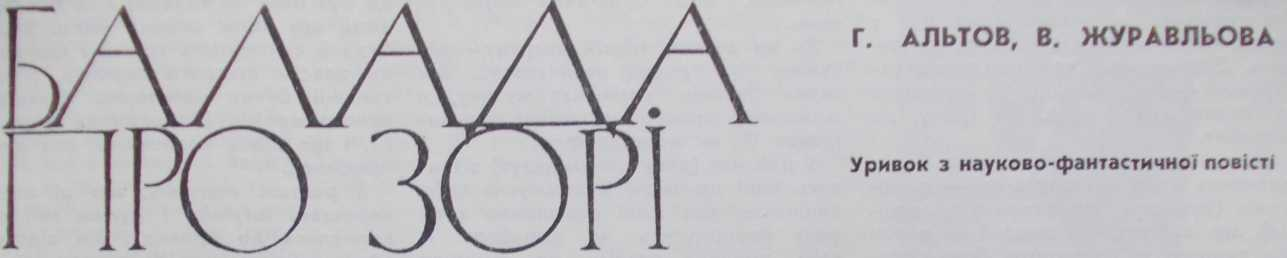 БАЛАДА
ПРО ЗОРІ
Г. АЛЬТОВ, В. ЖУРАВЛЬОВА
Уривок з науково-фантастичної повісті